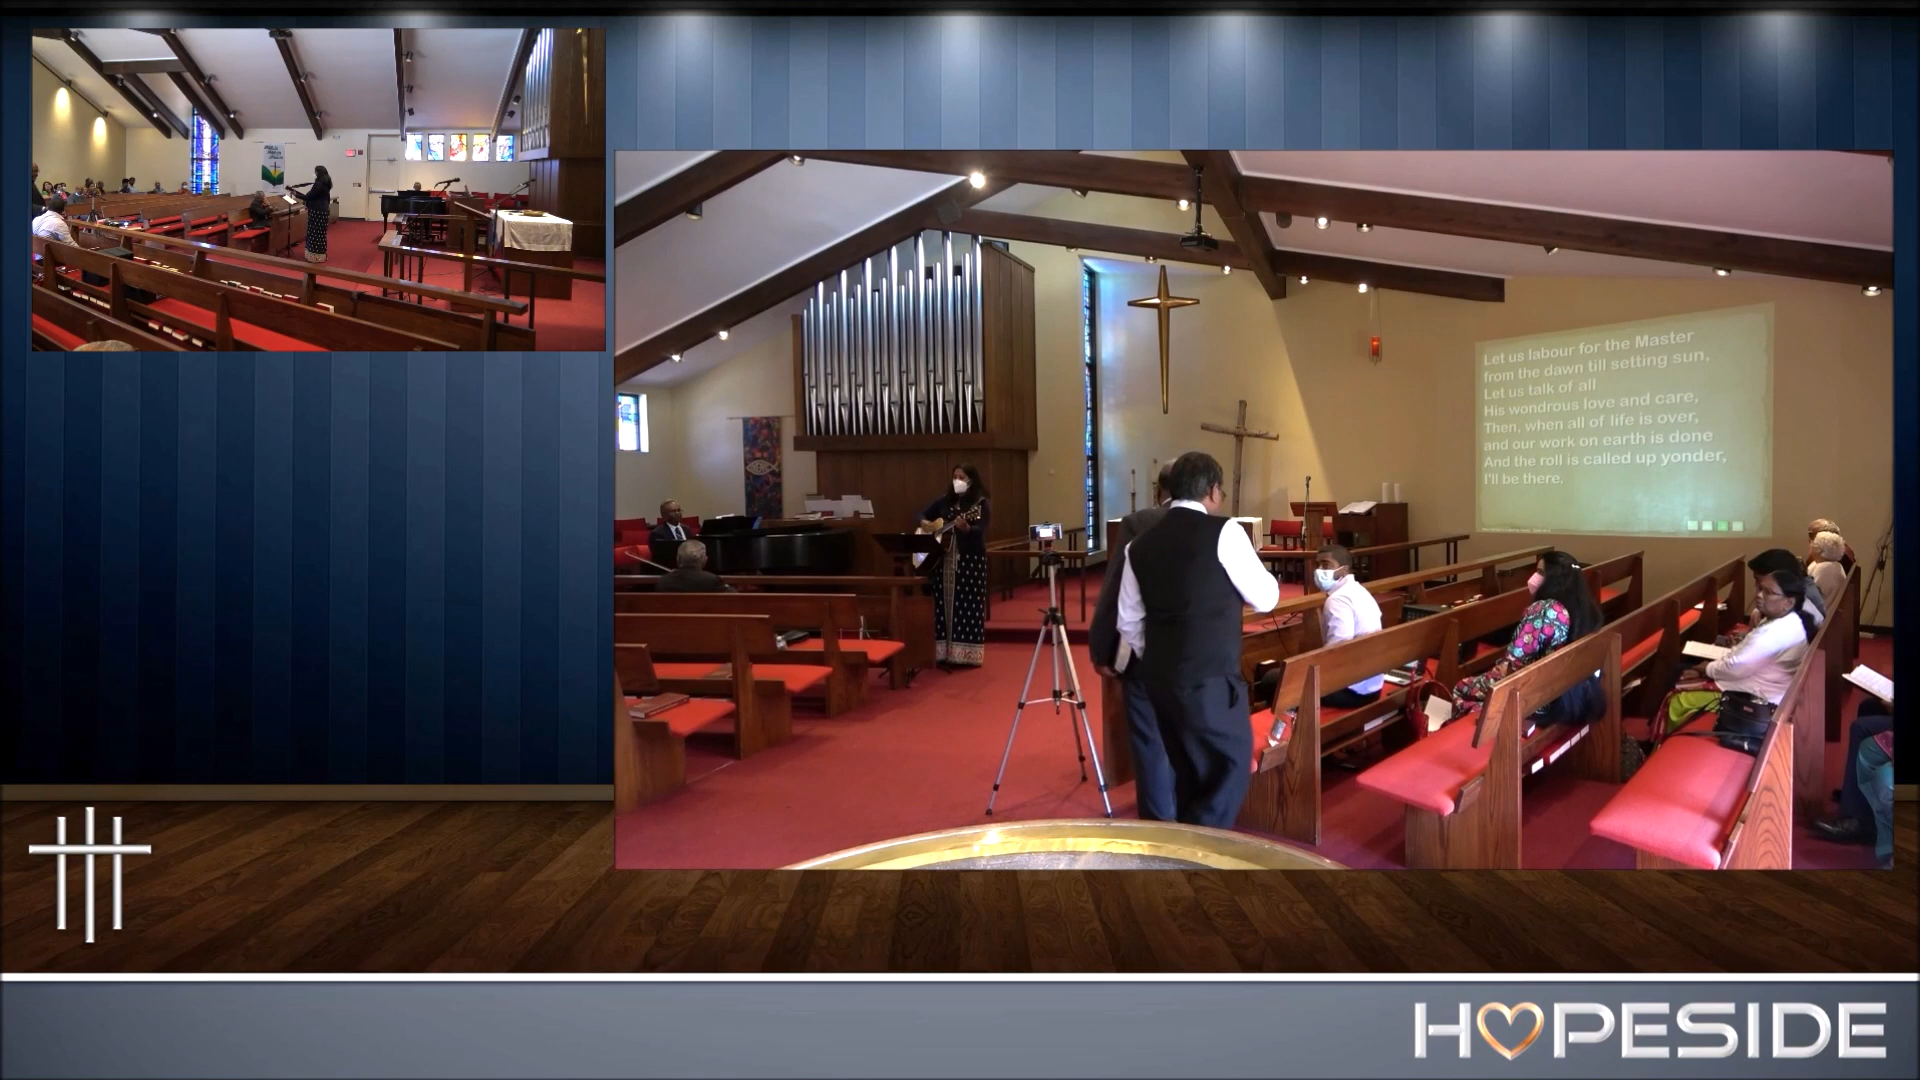 Let us labour for the Master
from the dawn till setting sun,
Let us talk of all
His wondrous love and care,
Then, when all of life is over,
and our work on earth is done
And the roll is called up yonder,
I'll be there.
HOPESIDE